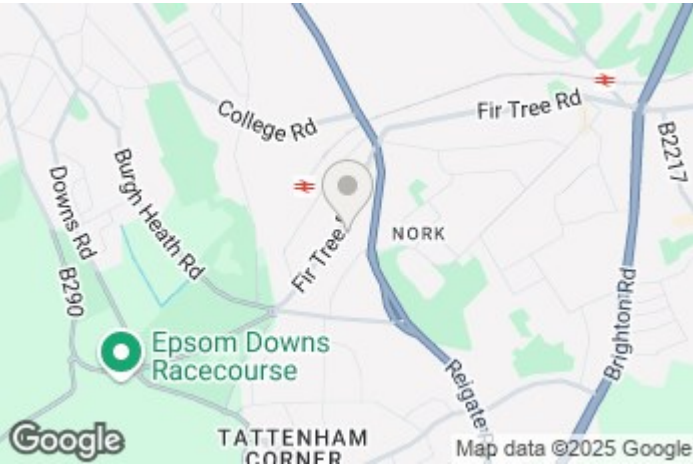 College Rd
Fir Tree Rd
B2217
Burgh Heath Rd
Downs Rd
B290
Fir Tree
NORK
Epsom Downs
Racecourse
Brighton Rd
Reigate
TATTENHAM
CORNER
Google
Map data ©2025 Google